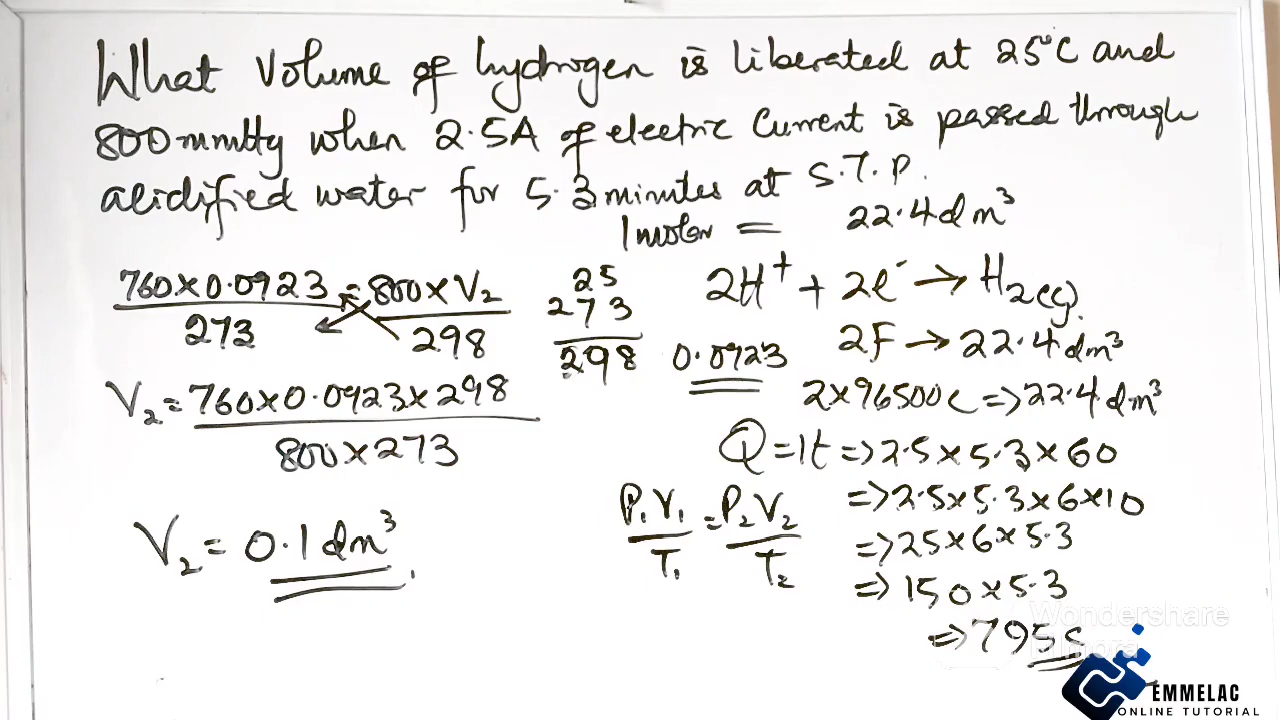 What volume of hydrogen is liberated at 25°C and
800mmHg when 2.5A of electric current is passed through
acidified water for 5.3minutes at S.T.P.
1molar = 22.4dm³
760×0.0923 = 800×V₂
273 298
V₂ = 760×0.0923×298
800×273
V₂ = 0.1dm³
25
273
298
0.0923
2H⁺ + 2e⁻ → H₂(g).
2F → 22.4dm³
2×96500C ⇒ 22.4dm³
Q = It ⇒ 2.5×5.3×60
⇒ 2.5×5.3×6×10
⇒ 25×6×5.3
⇒ 150×5.3
⇒ 795s
P₁V₁ = P₂V₂
T₁ T₂
Wondershare
Filmora
EMMELAC
ONLINE TUTORIAL